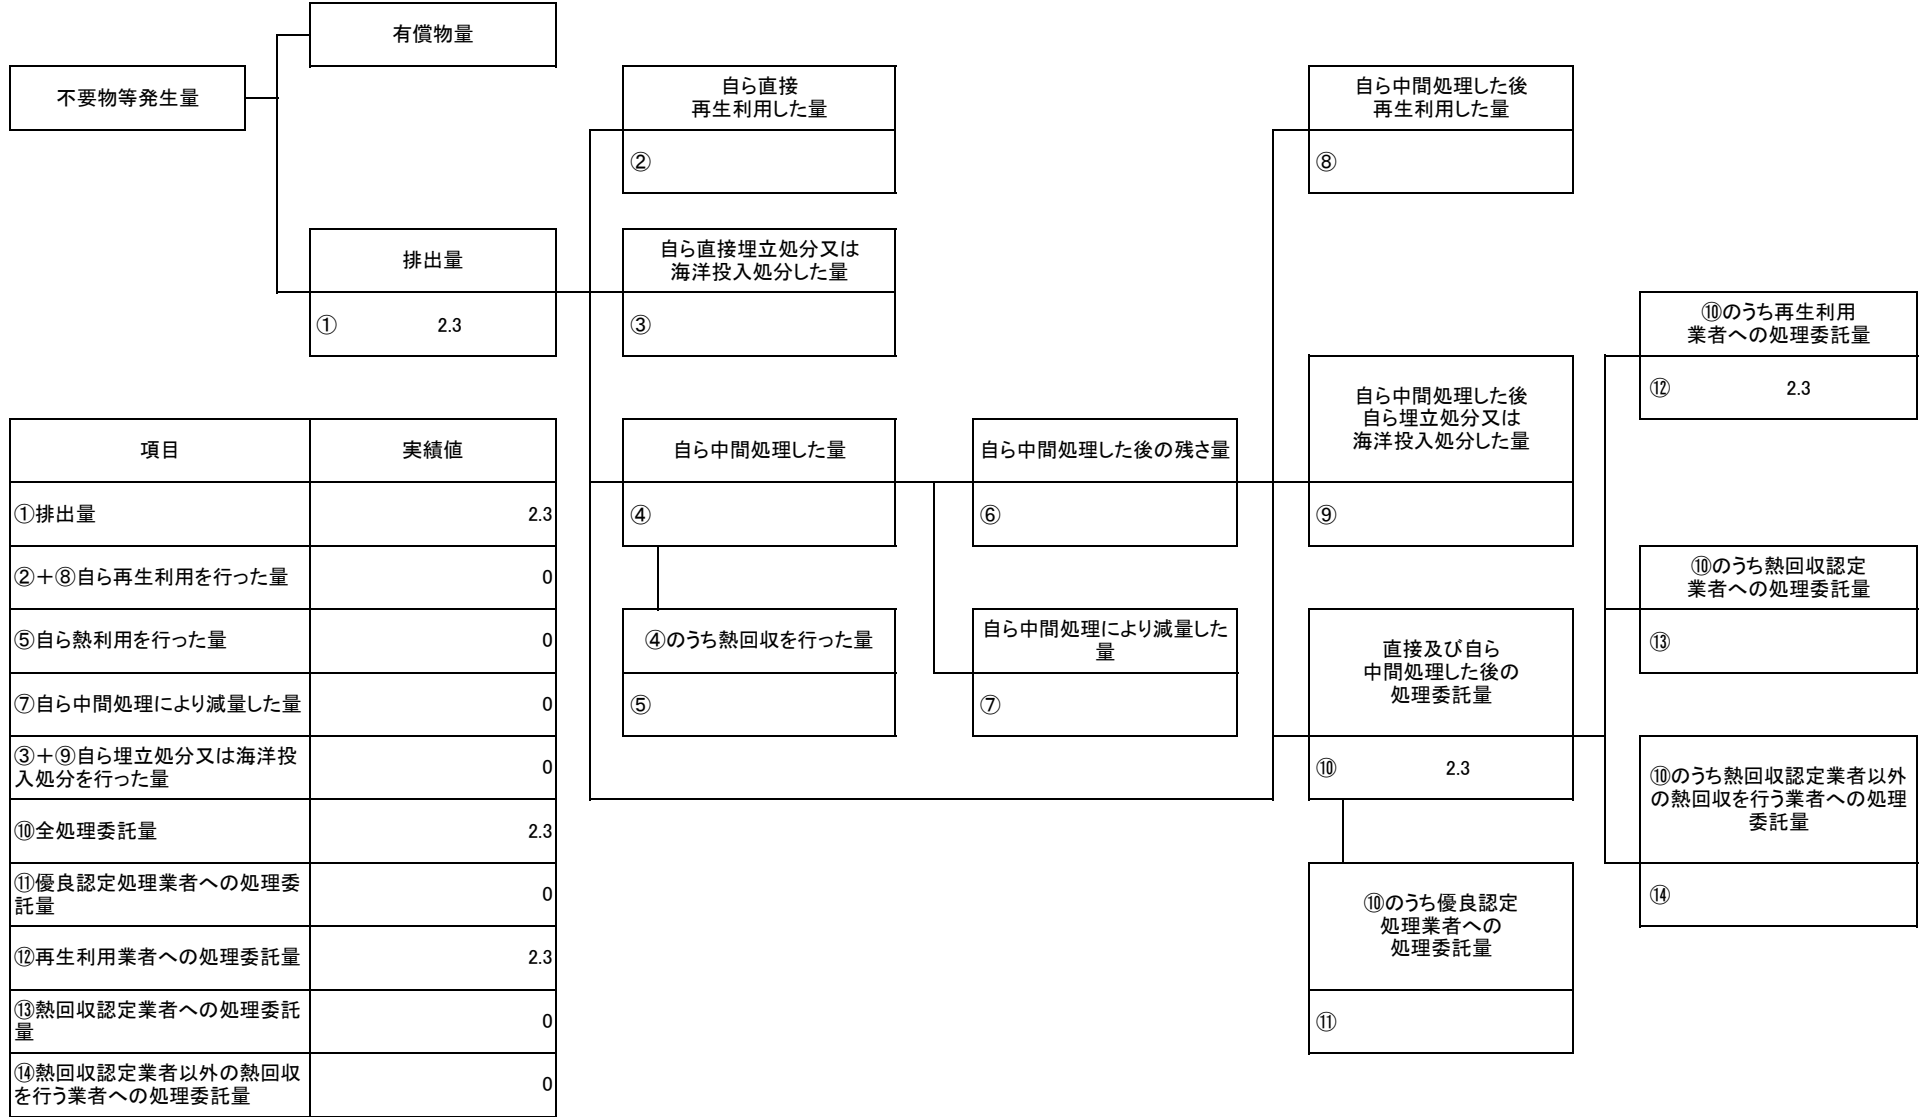 有償物量
不要物等発生量
自ら直接
再生利用した量
②
自ら中間処理した後
再生利用した量
⑧
排出量
① 2.3
自ら直接埋立処分又は
海洋投入処分した量
③
⑩のうち再生利用
業者への処理委託量
⑫ 2.3
自ら中間処理した後
自ら埋立処分又は
海洋投入処分した量
⑨
自ら中間処理した量
④
自ら中間処理した後の残さ量
⑥
④のうち熱回収を行った量
⑤
自ら中間処理により減量した
量
⑦
直接及び自ら
中間処理した後の
処理委託量
⑩ 2.3
⑩のうち熱回収認定
業者への処理委託量
⑬
⑩のうち熱回収認定業者以外
の熱回収を行う業者への処理
委託量
⑭
⑩のうち優良認定
処理業者への
処理委託量
⑪
項目 実績値
①排出量 2.3
②＋⑧自ら再生利用を行った量 0
⑤自ら熱利用を行った量 0
⑦自ら中間処理により減量した量 0
③＋⑨自ら埋立処分又は海洋投
入処分を行った量 0
⑩全処理委託量 2.3
⑪優良認定処理業者への処理委
託量 0
⑫再生利用業者への処理委託量 2.3
⑬熱回収認定業者への処理委託
量 0
⑭熱回収認定業者以外の熱回収
を行う業者への処理委託量 0